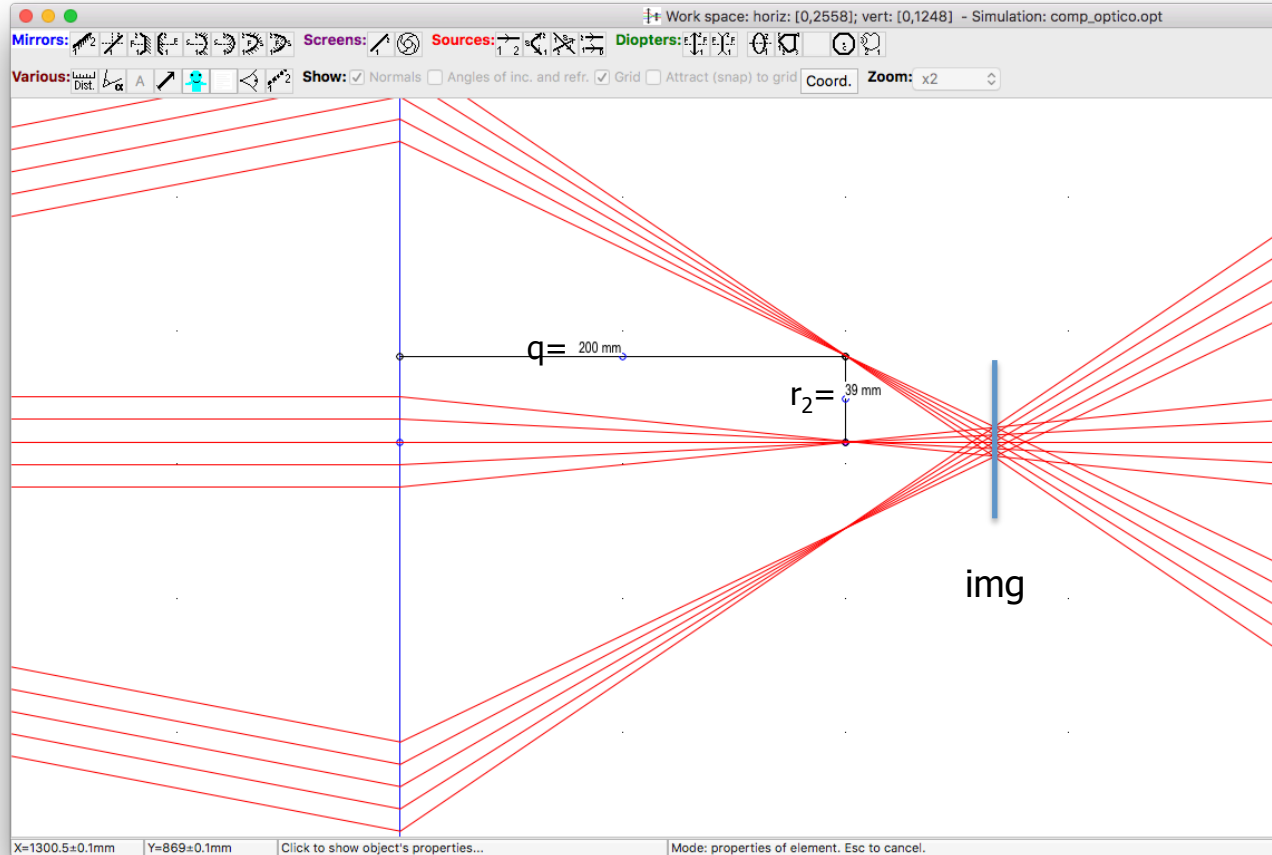 Work space: horiz: [0,2558]; vert: [0,1248] - Simulation: comp_optico.opt
Mirrors: Screens: Sources: Diopters:
Various: Dist. α A Show: Normals Angles of inc. and refr. Grid Attract (snap) to grid Coord. Zoom: x2
q= 200 mm
r2= 39 mm
img
X=1300.5±0.1mm Y=869±0.1mm Click to show object's properties... Mode: properties of element. Esc to cancel.